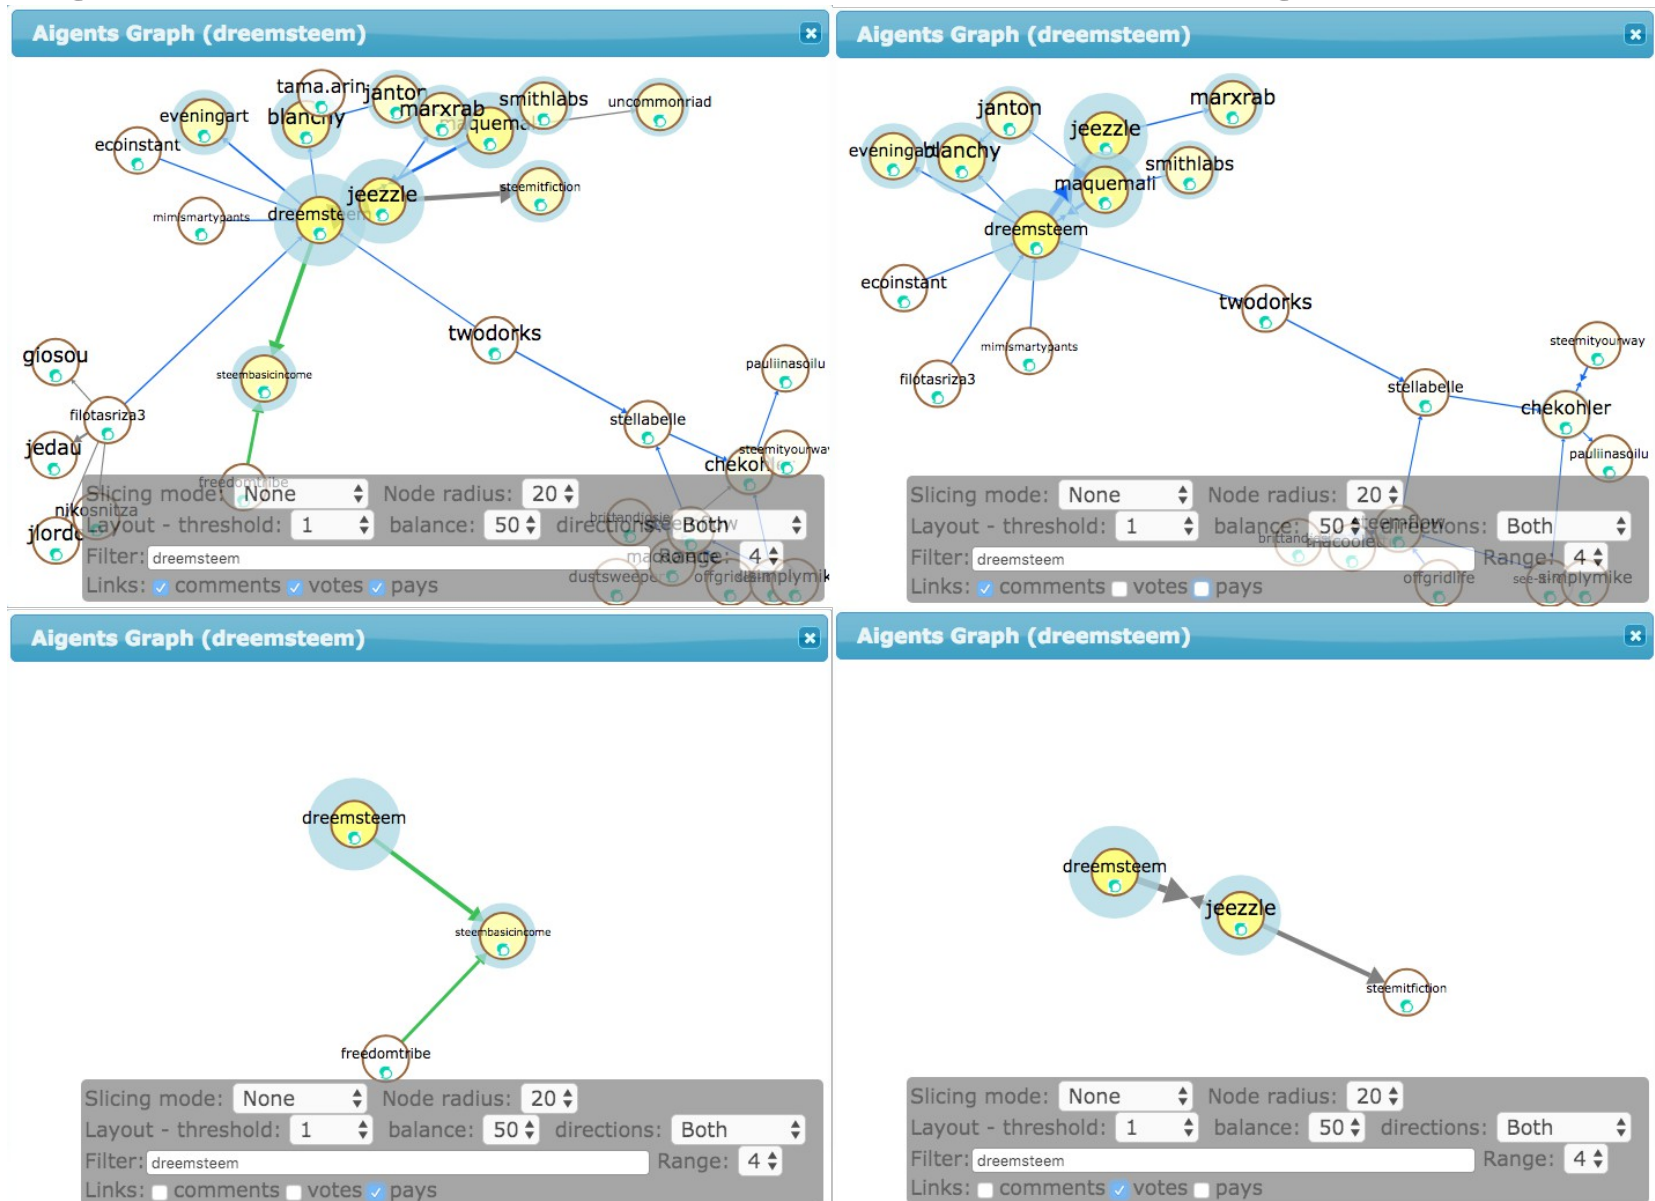 Aigents Graph (dreemsteem)
tama.arin
jantor
marxrab
smithlabs
uncommonriad
eveningart
blanchy
ecoinstant
jeezzle
steemitfiction
mimismartypants
dreemsteem
twodorks
giosou
steembasicincome
pauliinasoilu
filotasriza3
stellabelle
jedau
steemityourway
freedomtribe
nikosnitza
Slicing mode: None Node radius: 20
Layout - threshold: 1 balance: 50 directions: Both
Filter: dreemsteem Range: 4
Links: comments votes pays
Aigents Graph (dreemsteem)
janton
marxrab
jeezzle
eveningart
blanchy
smithlabs
maquemali
dreemsteem
ecoinstant
twodorks
mimismartypants
steemityourway
filotasriza3
stellabelle
chekohler
pauliinasoilu
Slicing mode: None Node radius: 20
steemflow
Layout - threshold: 1 balance: 50 directions: Both
Filter: dreemsteem Range: 4
offgridlife
simplymike
Links: comments votes pays
Aigents Graph (dreemsteem)
dreemsteem
steembasicincome
freedomtribe
Slicing mode: None Node radius: 20
Layout - threshold: 1 balance: 50 directions: Both
Filter: dreemsteem Range: 4
Links: comments votes pays
Aigents Graph (dreemsteem)
dreemsteem
jeezzle
steemitfiction
Slicing mode: None Node radius: 20
Layout - threshold: 1 balance: 50 directions: Both
Filter: dreemsteem Range: 4
Links: comments votes pays